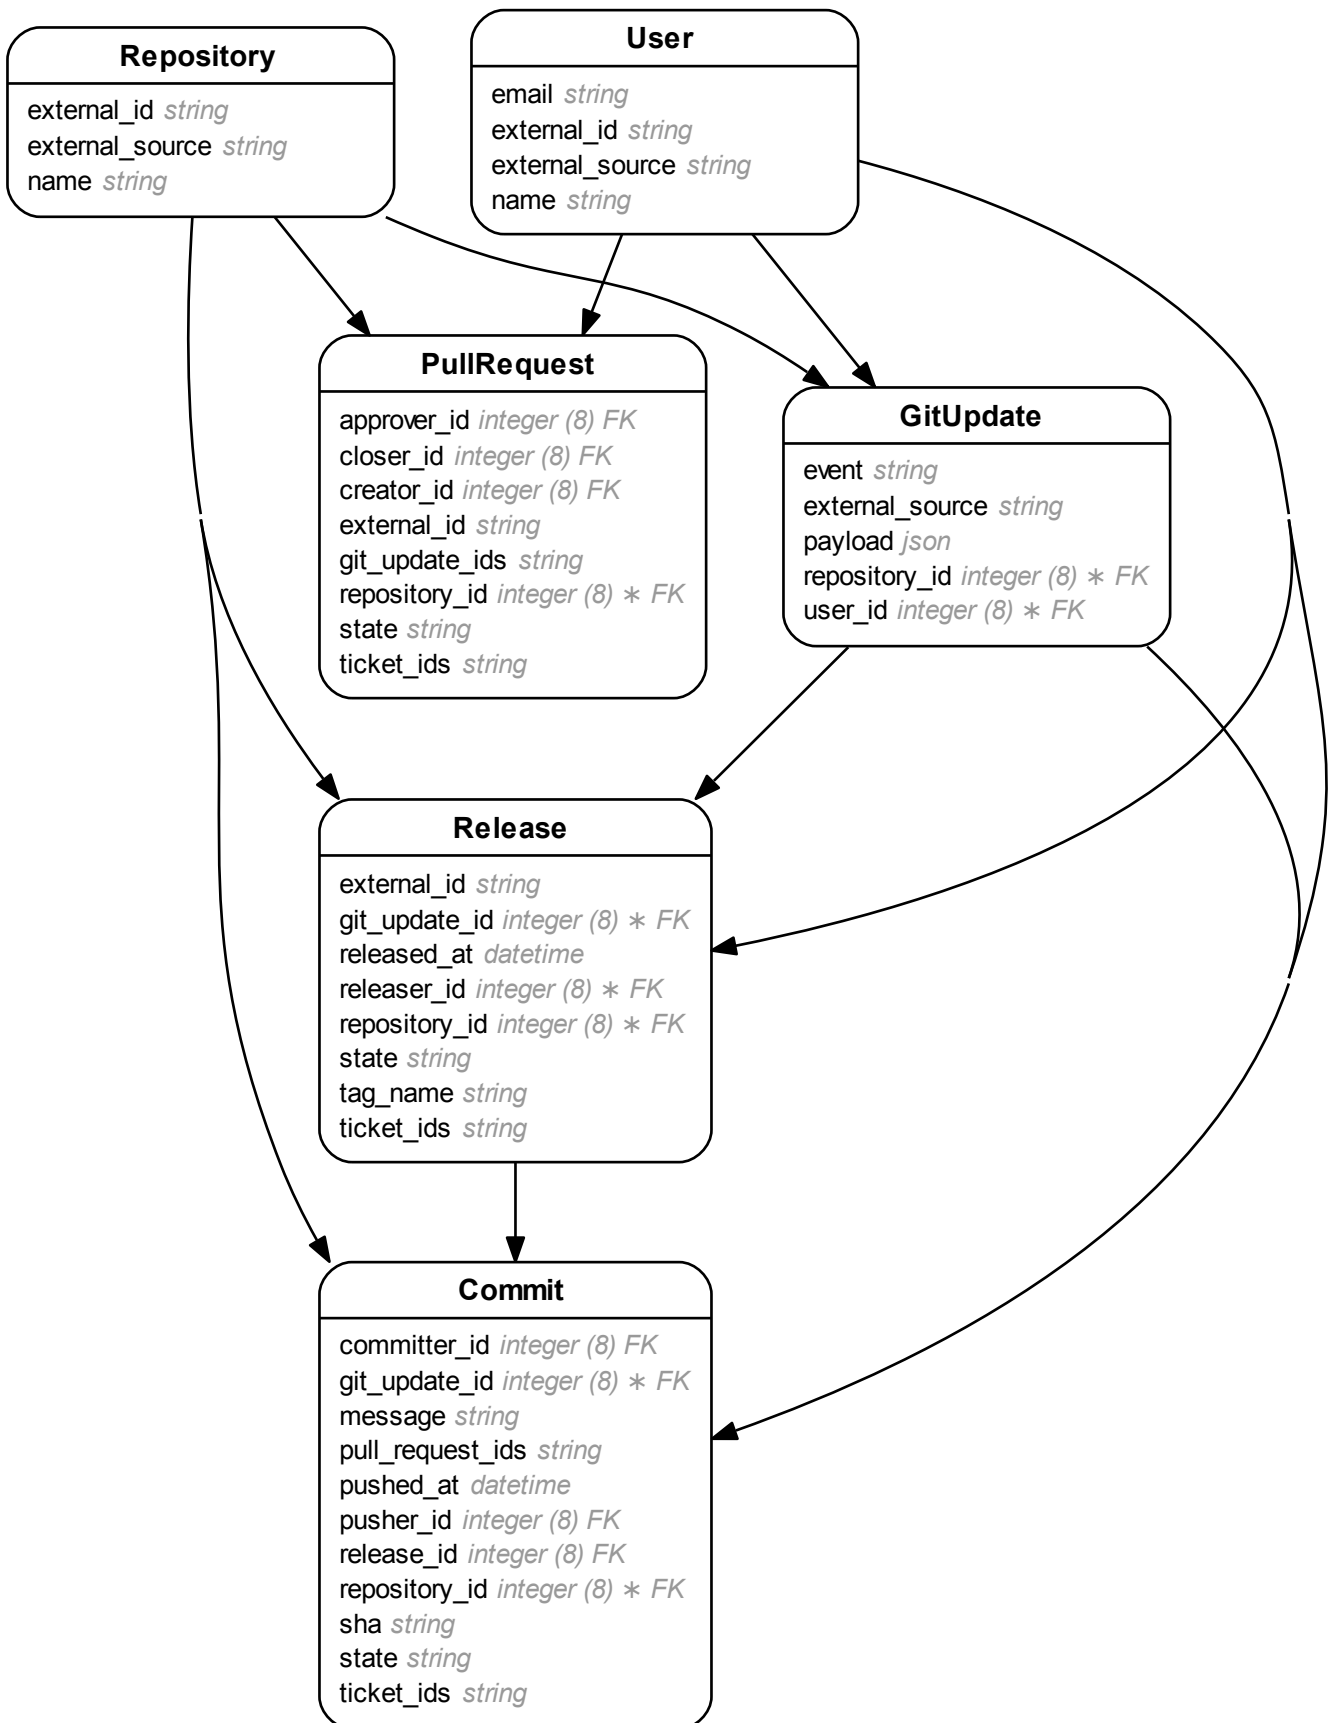 Repository
external_id string
external_source string
name string
User
email string
external_id string
external_source string
name string
PullRequest
approver_id integer (8) FK
closer_id integer (8) FK
creator_id integer (8) FK
external_id string
git_update_ids string
repository_id integer (8) ∗ FK
state string
ticket_ids string
GitUpdate
event string
external_source string
payload json
repository_id integer (8) ∗ FK
user_id integer (8) ∗ FK
Release
external_id string
git_update_id integer (8) ∗ FK
released_at datetime
releaser_id integer (8) ∗ FK
repository_id integer (8) ∗ FK
state string
tag_name string
ticket_ids string
Commit
committer_id integer (8) FK
git_update_id integer (8) ∗ FK
message string
pull_request_ids string
pushed_at datetime
pusher_id integer (8) FK
release_id integer (8) FK
repository_id integer (8) ∗ FK
sha string
state string
ticket_ids string